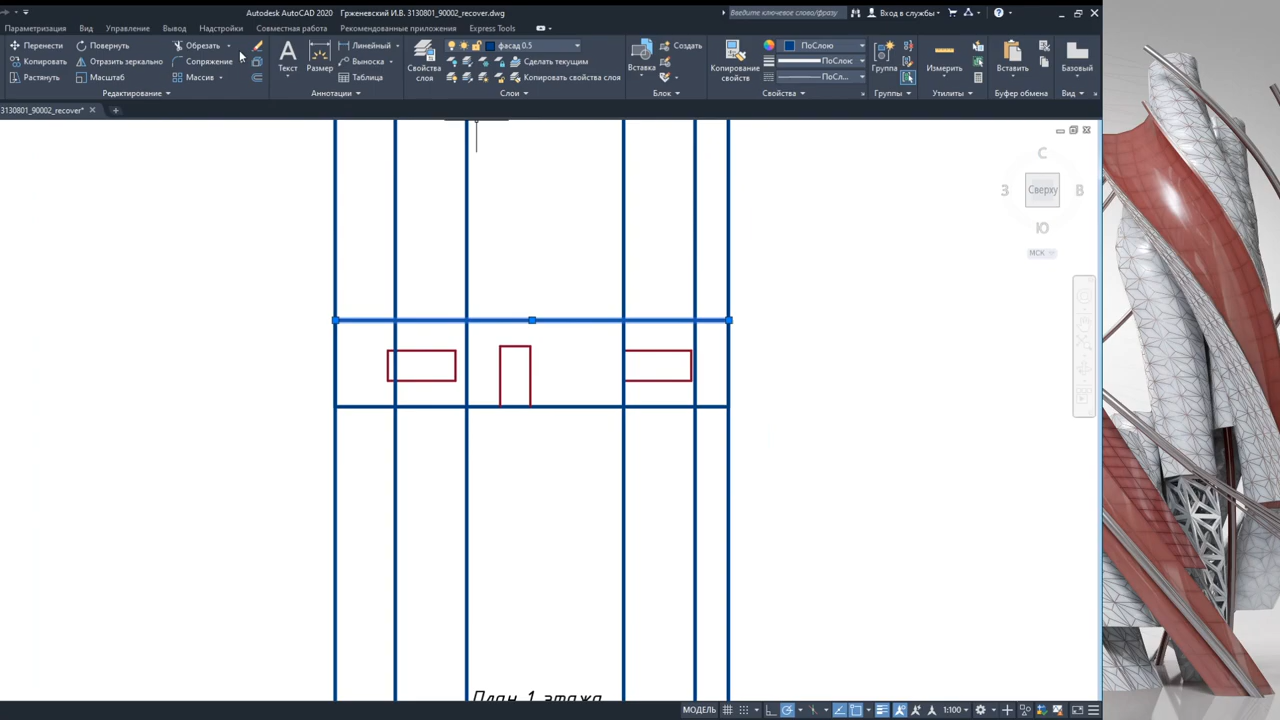 Autodesk AutoCAD 2020 Грженевский И.В. 3130801_90002_recover.dwg
Введите ключевое слово/фразу
Вход в службы
Параметризация Вид Управление Вывод Надстройки Совместная работа Рекомендованные приложения Express Tools
Перенести Повернуть Обрезать
Копировать Отразить зеркально Сопряжение
Растянуть Масштаб Массив
Редактирование
Текст Размер
Линейный
Выноска
Таблица
Аннотации
Свойства слоя
фасад 0.5
Сделать текущим
Копировать свойства слоя
Слои
Вставка
Создать
Блок
Копирование свойств
ПоСлою
ПоСлою
ПоСл...
Свойства
Группа
Группы
Измерить
Утилиты
Вставить
Буфер обмена
Базовый
Вид
3130801_90002_recover*
С
З Сверху В
Ю
МСК
План 1 этажа
МОДЕЛЬ 1:100